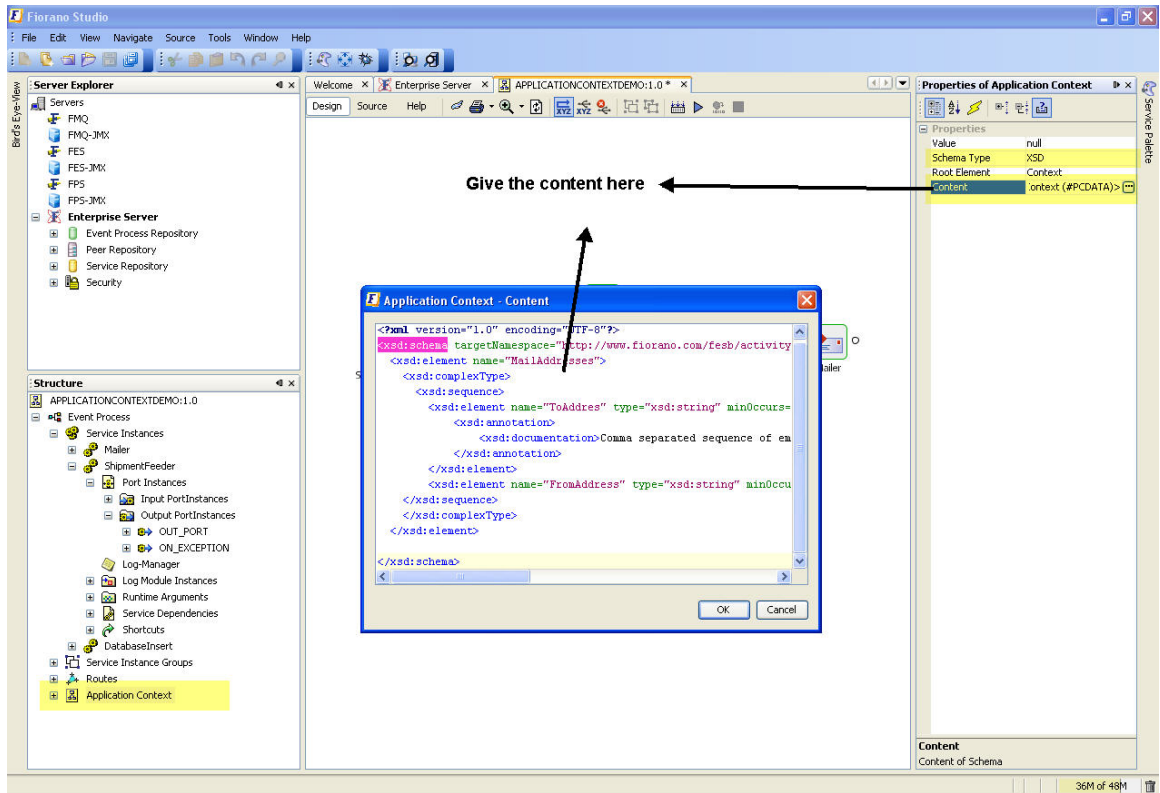 Fiorano Studio
File Edit View Navigate Source Tools Window Help
Bird's Eye-View
Server Explorer
Servers
FMQ
FMQ-JMX
FES
FES-JMX
FPS
FPS-JMX
Enterprise Server
Event Process Repository
Peer Repository
Service Repository
Security
Structure
APPLICATIONCONTEXTDEMO:1.0
Event Process
Service Instances
Mailer
ShipmentFeeder
Port Instances
Input PortInstances
Output PortInstances
OUT_PORT
ON_EXCEPTION
Log-Manager
Log Module Instances
Runtime Arguments
Service Dependencies
Shortcuts
DatabaseInsert
Service Instance Groups
Routes
Application Context
Welcome Enterprise Server APPLICATIONCONTEXTDEMO:1.0 *
Design Source Help XYZ XYZ
Give the content here
S
ailer
Application Context - Content
<?xml version="1.0" encoding="UTF-8"?>
<xsd:schema targetNamespace="http://www.fiorano.com/fesb/activity
<xsd:element name="MailAddresses">
<xsd:complexType>
<xsd:sequence>
<xsd:element name="ToAddres" type="xsd:string" minOccurs=
<xsd:annotation>
<xsd:documentation>Comma separated sequence of em
</xsd:annotation>
</xsd:element>
<xsd:element name="FromAddress" type="xsd:string" minOccu
</xsd:sequence>
</xsd:complexType>
</xsd:element>
</xsd:schema>
OK Cancel
Properties of Application Context
Properties
Value null
Schema Type XSD
Root Element Context
Content ontext (#PCDATA)>
Content
Content of Schema
Service Palette
36M of 48M